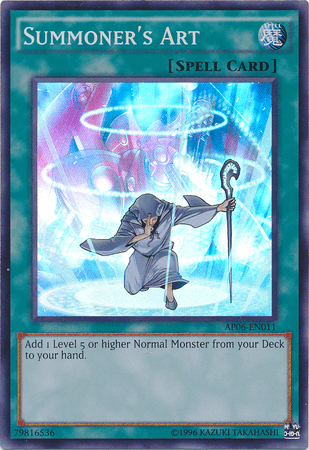 Summoner's Art
魔
[Spell Card]
AP06-EN011
Add 1 Level 5 or higher Normal Monster from your Deck
to your hand.
79816536
©1996 KAZUKI TAKAHASHI